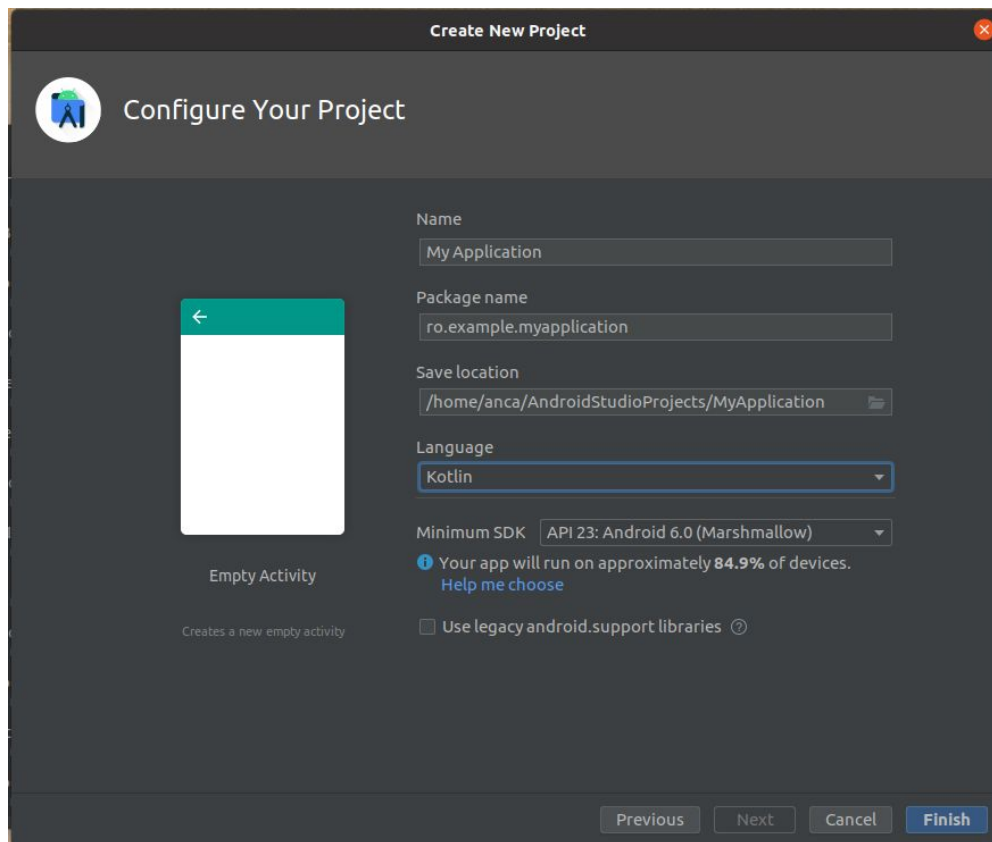 Create New Project
Configure Your Project
Name
My Application
Package name
ro.example.myapplication
Save location
/home/anca/AndroidStudioProjects/MyApplication
Language
Kotlin
Minimum SDK API 23: Android 6.0 (Marshmallow)
Your app will run on approximately 84.9% of devices.
Help me choose
Use legacy android.support libraries
Empty Activity
Creates a new empty activity
Previous Next Cancel Finish